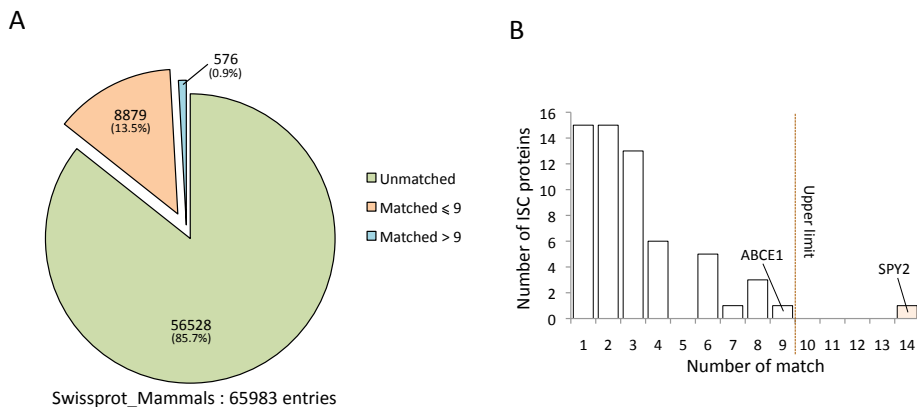 A
576
(0.9%)
8879
(13.5%)
Unmatched
Matched ⩽ 9
Matched > 9
56528
(85.7%)
Swissprot_Mammals : 65983 entries
B
Number of ISC proteins
16
14
12
10
8
6
4
2
0
Upper limit
ABCE1
SPY2
1 2 3 4 5 6 7 8 9 10 11 12 13 14
Number of match